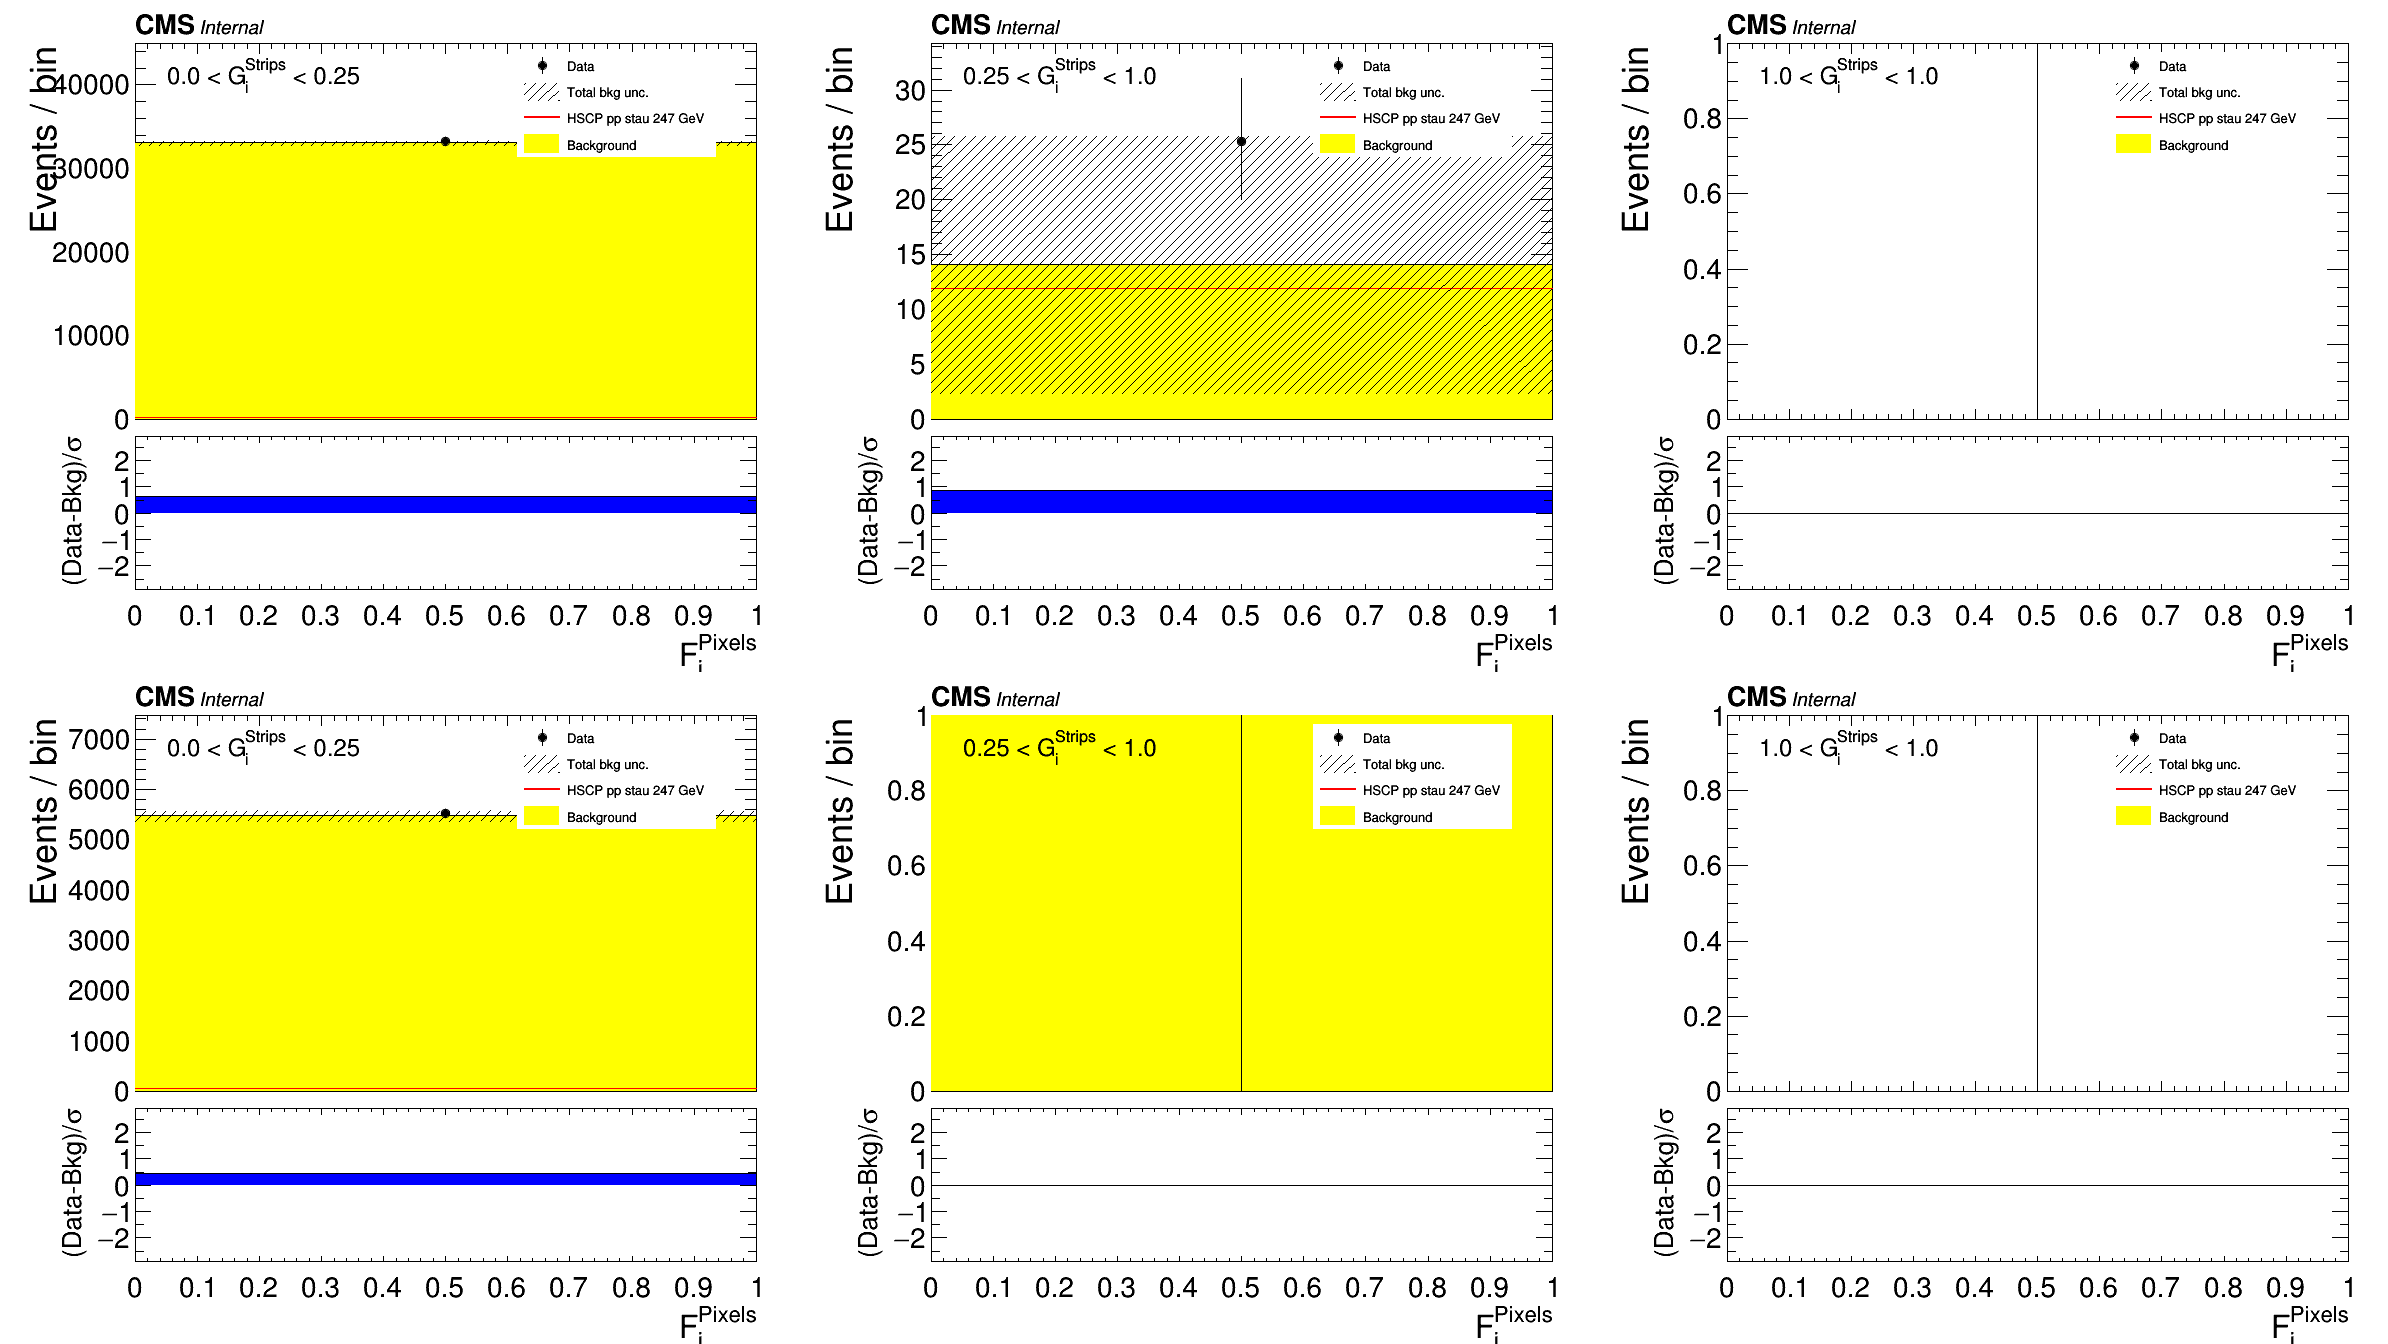 CMS Internal
Events / bin
0.0 < G_i^Strips < 0.25
Data
Total bkg unc.
HSCP pp stau 247 GeV
Background
40000
30000
20000
10000
0
(Data-Bkg)/σ
2
1
0
−1
−2
0 0.1 0.2 0.3 0.4 0.5 0.6 0.7 0.8 0.9 1
F_i^Pixels
CMS Internal
Events / bin
0.25 < G_i^Strips < 1.0
Data
Total bkg unc.
HSCP pp stau 247 GeV
Background
30
25
20
15
10
5
0
(Data-Bkg)/σ
2
1
0
−1
−2
0 0.1 0.2 0.3 0.4 0.5 0.6 0.7 0.8 0.9 1
F_i^Pixels
CMS Internal
Events / bin
1.0 < G_i^Strips < 1.0
Data
Total bkg unc.
HSCP pp stau 247 GeV
Background
1
0.8
0.6
0.4
0.2
0
(Data-Bkg)/σ
2
1
0
−1
−2
0 0.1 0.2 0.3 0.4 0.5 0.6 0.7 0.8 0.9 1
F_i^Pixels
CMS Internal
Events / bin
0.0 < G_i^Strips < 0.25
Data
Total bkg unc.
HSCP pp stau 247 GeV
Background
7000
6000
5000
4000
3000
2000
1000
0
(Data-Bkg)/σ
2
1
0
−1
−2
0 0.1 0.2 0.3 0.4 0.5 0.6 0.7 0.8 0.9 1
F_i^Pixels
CMS Internal
Events / bin
0.25 < G_i^Strips < 1.0
Data
Total bkg unc.
HSCP pp stau 247 GeV
Background
1
0.8
0.6
0.4
0.2
0
(Data-Bkg)/σ
2
1
0
−1
−2
0 0.1 0.2 0.3 0.4 0.5 0.6 0.7 0.8 0.9 1
F_i^Pixels
CMS Internal
Events / bin
1.0 < G_i^Strips < 1.0
Data
Total bkg unc.
HSCP pp stau 247 GeV
Background
1
0.8
0.6
0.4
0.2
0
(Data-Bkg)/σ
2
1
0
−1
−2
0 0.1 0.2 0.3 0.4 0.5 0.6 0.7 0.8 0.9 1
F_i^Pixels